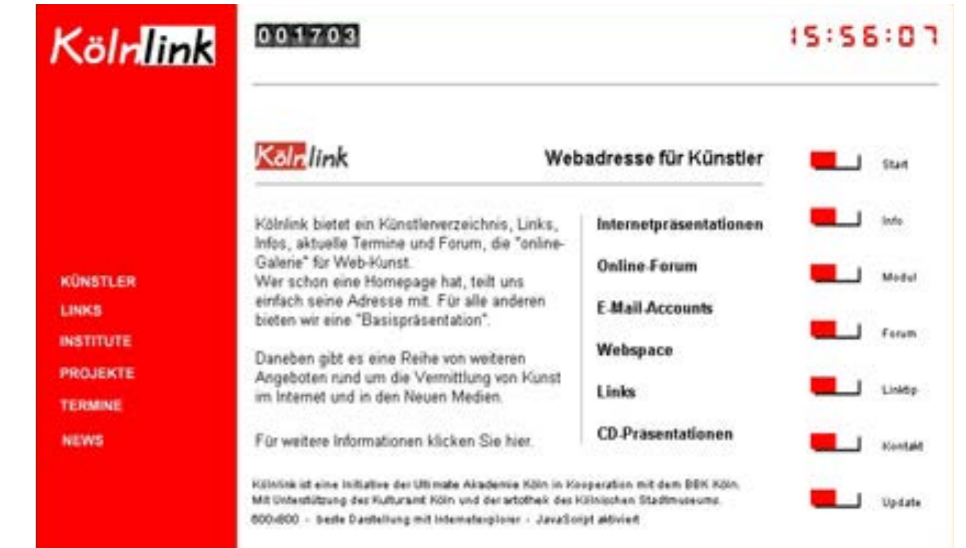 Kölnlink
001703
15:56:07
Kölnlink
Webadresse für Künstler
KÜNSTLER
LINKS
INSTITUTE
PROJEKTE
TERMINE
NEWS
Kölnlink bietet ein Künstlerverzeichnis, Links,
Infos, aktuelle Termine und Forum, die "online-
Galerie" für Web-Kunst.
Wer schon eine Homepage hat, teilt uns
einfach seine Adresse mit. Für alle anderen
bieten wir eine "Basispräsentation".
Daneben gibt es eine Reihe von weiteren
Angeboten rund um die Vermittlung von Kunst
im Internet und in den Neuen Medien.
Für weitere Informationen klicken Sie hier.
Internetpräsentationen
Online-Forum
E-Mail-Accounts
Webspace
Links
CD-Präsentationen
Start
Info
Modul
Forum
Linktip
Kontakt
Update
Kölnlink ist eine Initiative der Ultimate Akademie Köln in Kooperation mit dem BBK Köln.
Mit Unterstützung des Kulturamt Köln und der artothek des Kölnischen Stadtmuseums.
800x600 - beste Darstellung mit Internetexplorer - JavaScript aktiviert